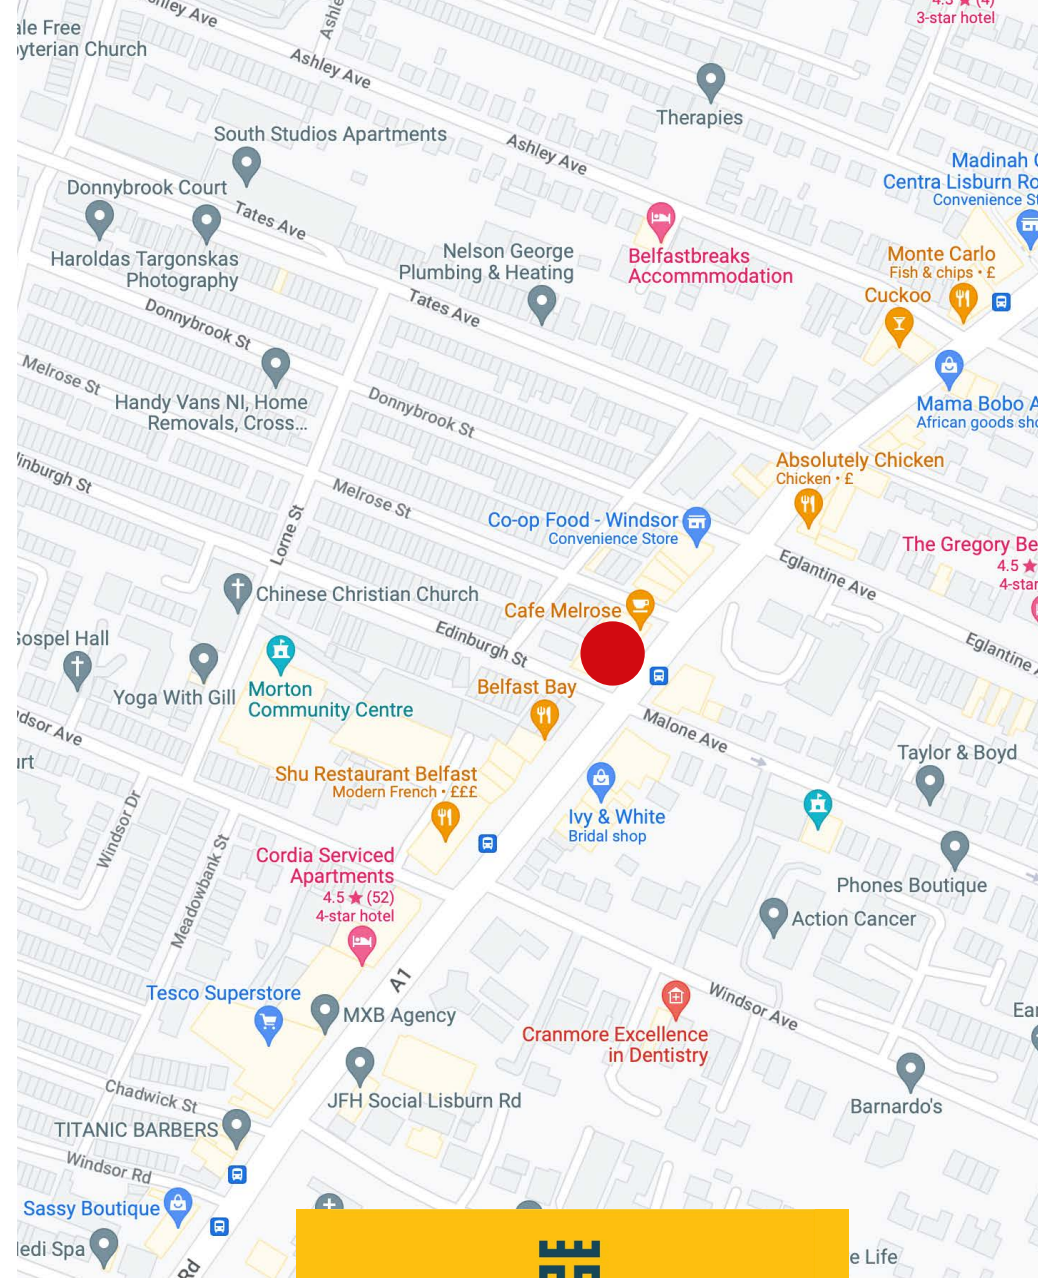 4.3 ★ (4)
3-star hotel
ale Free
yterian Church
hley Ave
Ashle
Ashley Ave
Therapies
South Studios Apartments
Ashley Ave
Madinah
Centra Lisburn Ro
Convenience St
Donnybrook Court
Tates Ave
Haroldas Targonskas
Photography
Nelson George
Plumbing & Heating
Belfastbreaks
Accommmodation
Monte Carlo
Fish & chips • £
Cuckoo
Tates Ave
Donnybrook St
Melrose St
Handy Vans NI, Home
Removals, Cross...
Donnybrook St
Mama Bobo A
African goods sho
Absolutely Chicken
Chicken • £
inburgh St
Melrose St
Lorne St
Co-op Food - Windsor
Convenience Store
The Gregory Be
4.5 ★
4-star
Eglantine Ave
Chinese Christian Church
Cafe Melrose
Edinburgh St
Eglantine A
Gospel Hall
Yoga With Gill
Morton
Community Centre
Belfast Bay
dsor Ave
Malone Ave
urt
Taylor & Boyd
Shu Restaurant Belfast
Modern French • £££
Windsor Dr
Ivy & White
Bridal shop
Meadowbank St
Cordia Serviced
Apartments
4.5 ★ (52)
4-star hotel
Phones Boutique
Action Cancer
A1
Tesco Superstore
MXB Agency
Windsor Ave
Cranmore Excellence
in Dentistry
Ear
Chadwick St
JFH Social Lisburn Rd
Barnardo's
TITANIC BARBERS
Windsor Rd
Sassy Boutique
edi Spa
Rd
e Life